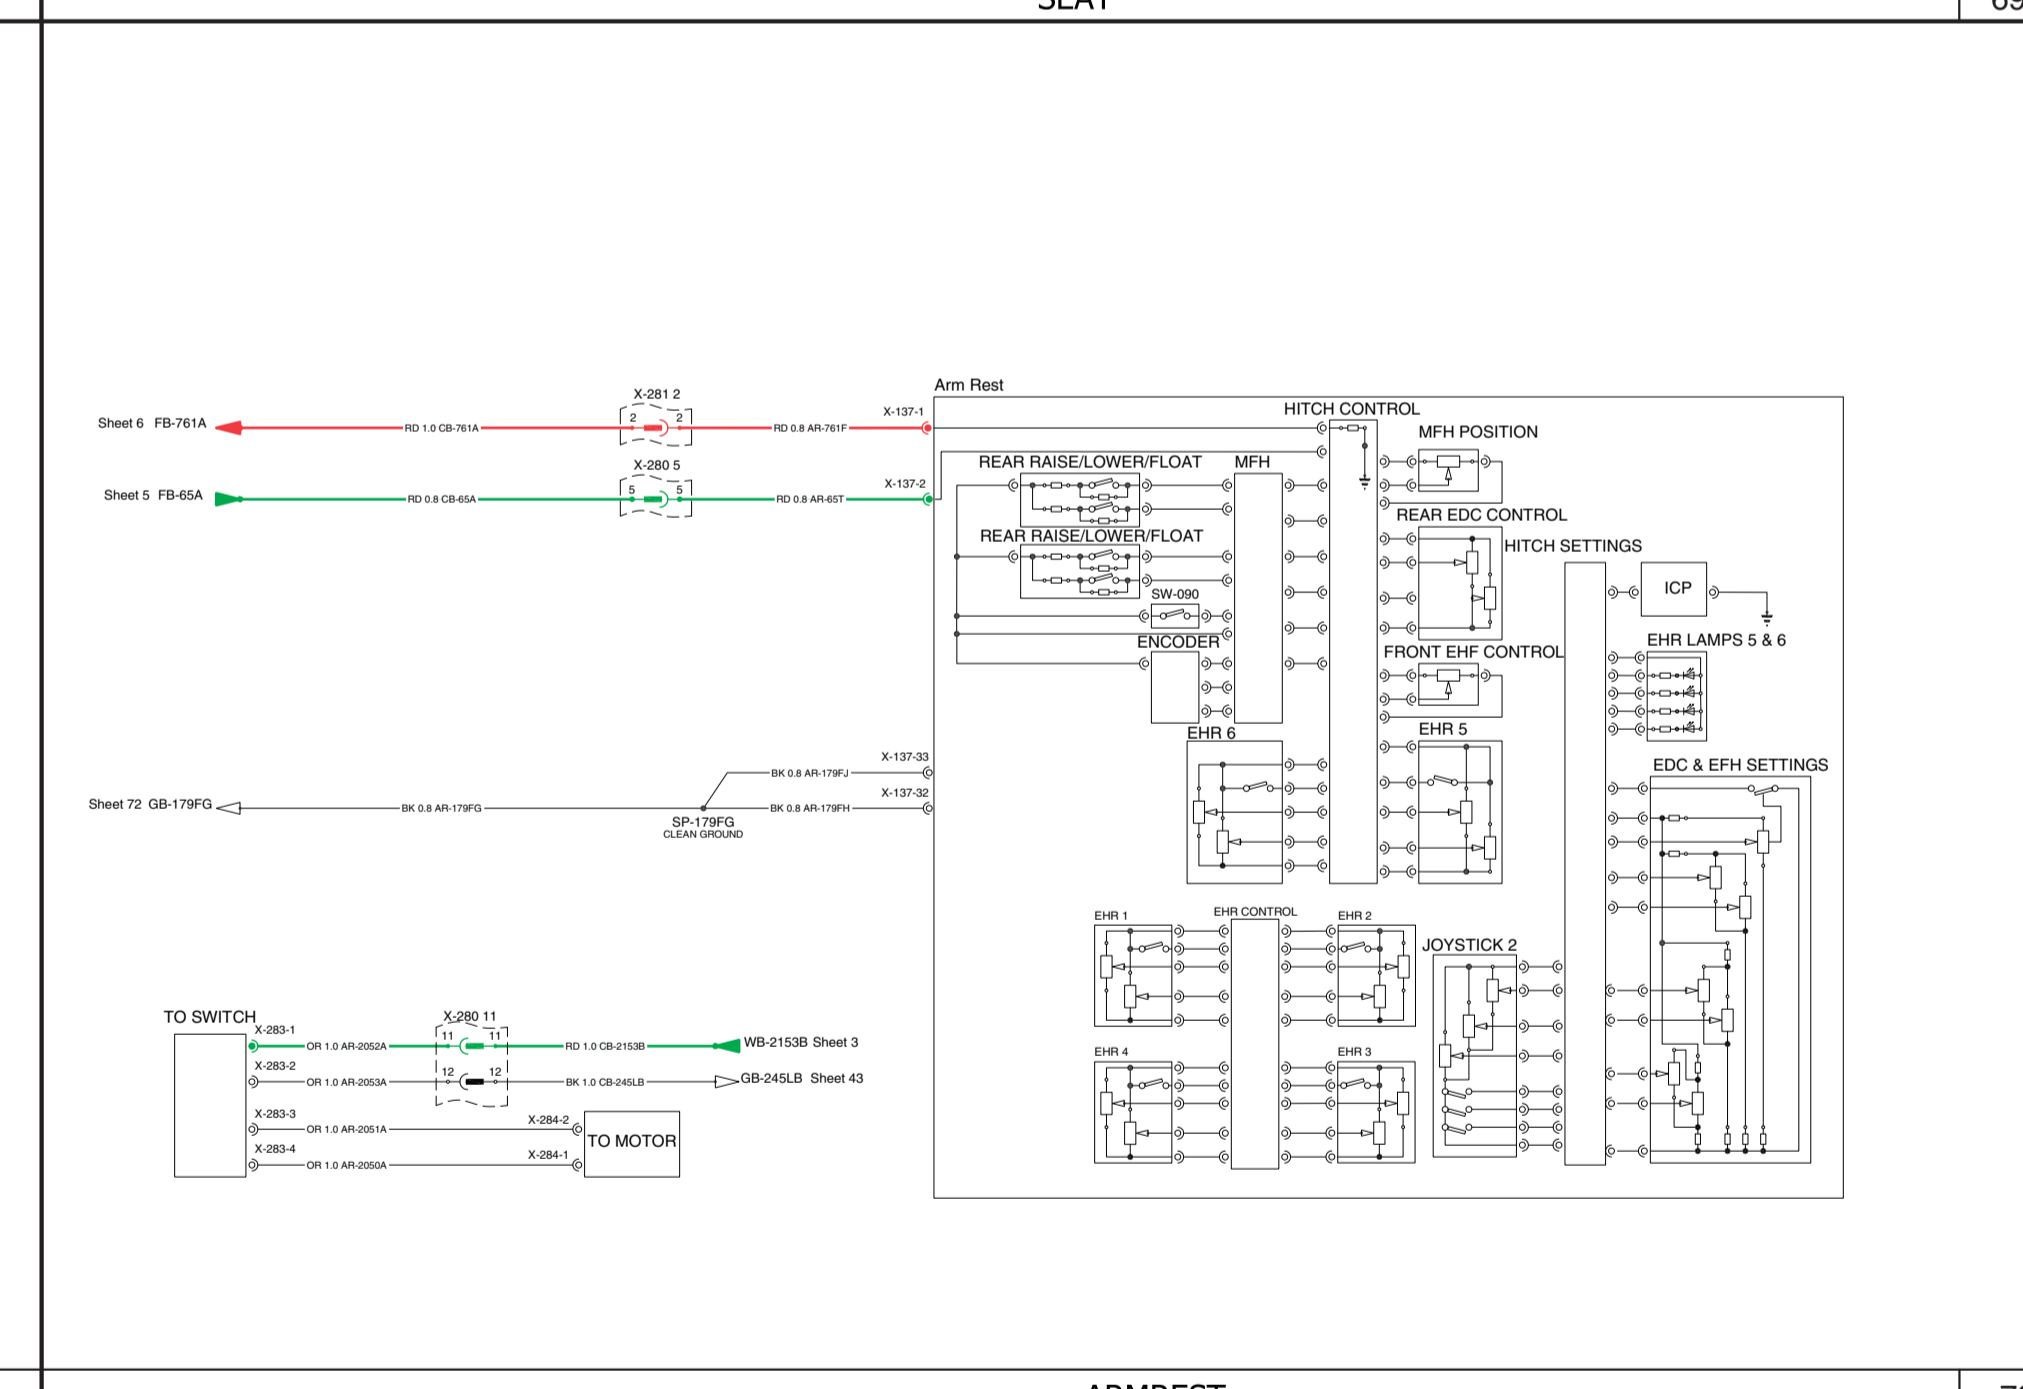 Arm Rest
X-281 2
X-137-1
HITCH CONTROL
Sheet 6 FB-761A
2 2
RD 1.0 CB-761A
RD 0.8 AR-761F
MFH POSITION
X-280 5
REAR RAISE/LOWER/FLOAT
MFH
X-137-2
Sheet 5 FB-65A
5 5
RD 0.8 CB-65A
RD 0.8 AR-65T
REAR EDC CONTROL
REAR RAISE/LOWER/FLOAT
HITCH SETTINGS
ICP
SW-090
ENCODER
EHR LAMPS 5 & 6
FRONT EHF CONTROL
EHR 6
EHR 5
X-137-33
EDC & EFH SETTINGS
BK 0.8 AR-179FJ
X-137-32
Sheet 72 GB-179FG
BK 0.8 AR-179FG
BK 0.8 AR-179FH
SP-179FG
CLEAN GROUND
EHR 1
EHR CONTROL
EHR 2
JOYSTICK 2
TO SWITCH
X-280 11
X-283-1
11 11
OR 1.0 AR-2052A
RD 1.0 CB-2153B
WB-2153B Sheet 3
EHR 4
EHR 3
X-283-2
12 12
OR 1.0 AR-2053A
BK 1.0 CB-245LB
GB-245LB Sheet 43
X-283-3
X-284-2
OR 1.0 AR-2051A
TO MOTOR
X-283-4
X-284-1
OR 1.0 AR-2050A